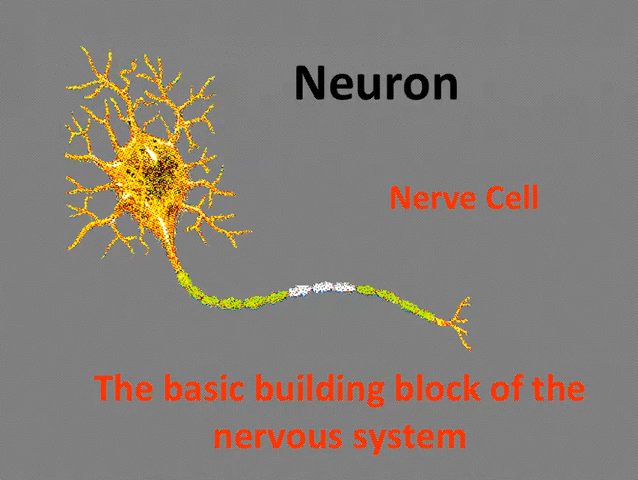 Neuron
Nerve Cell
The basic building block of the
nervous system